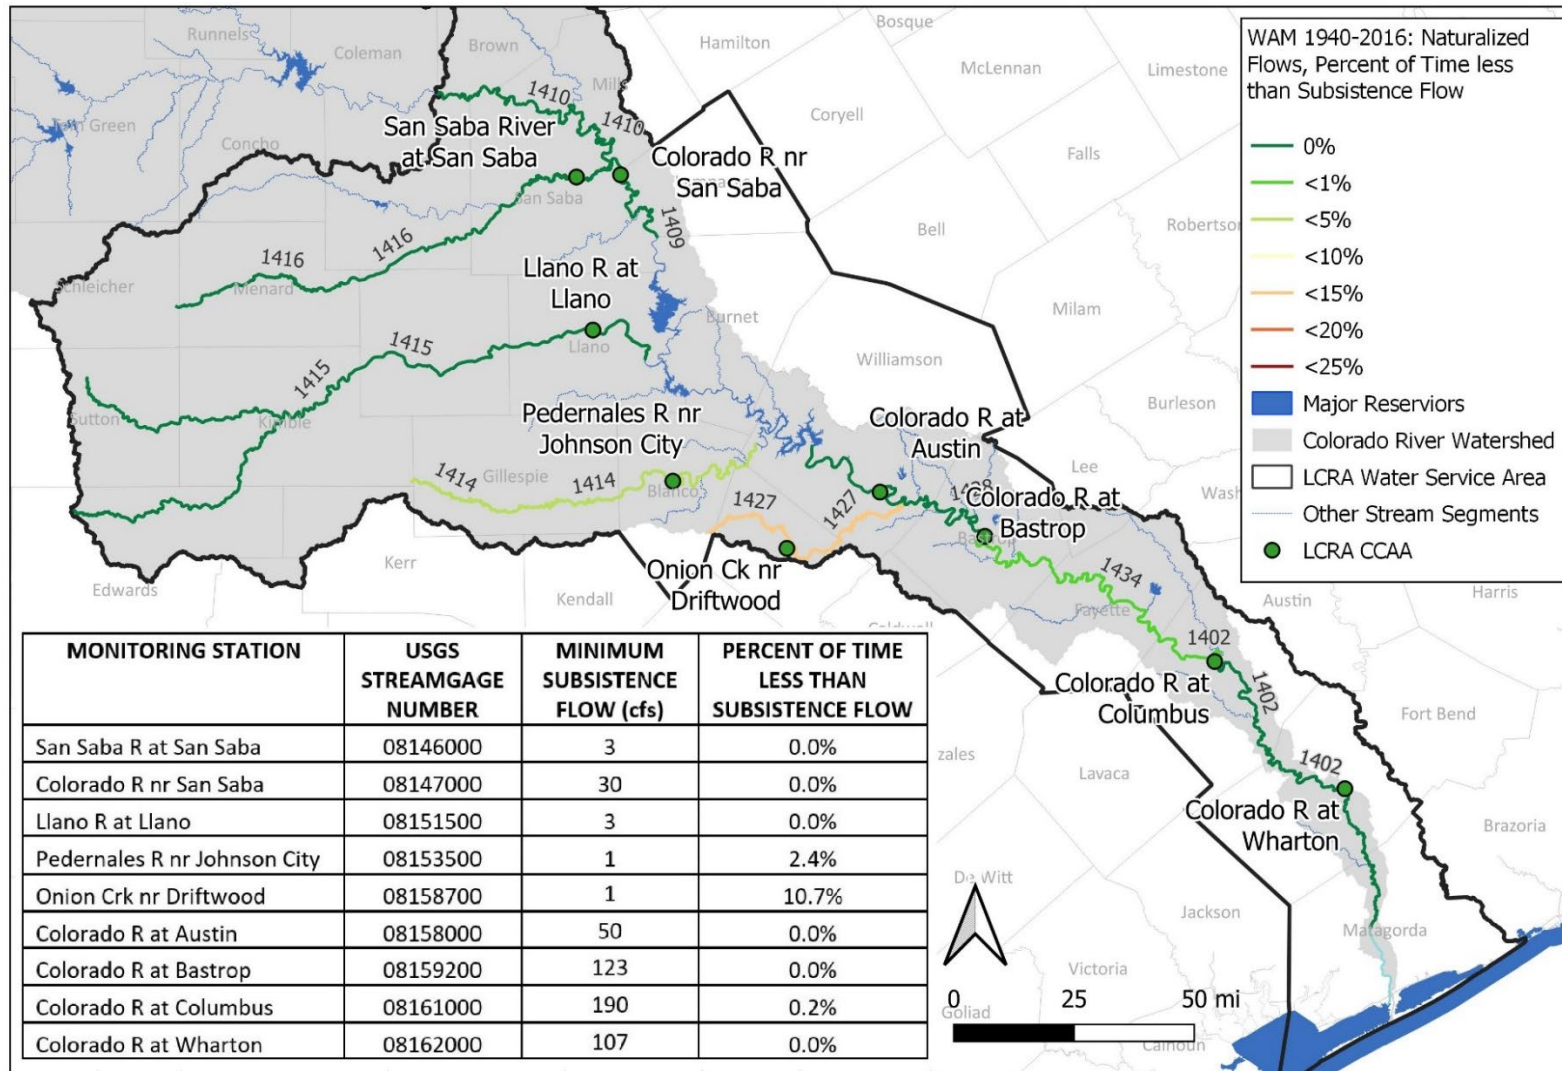 Runnels
Coleman
Brown
Hamilton
Bosque
McLennan
Limestone
Mills
Coryell
Falls
Concho
Bell
Robertson
San Saba
Schleicher
Menard
Burnet
Milam
Williamson
Llano
Burleson
Sutton
Kimble
Gillespie
Blanco
Lee
Wash
Bastrop
Edwards
Kerr
Kendall
Fayette
Austin
Harris
Fort Bend
zales
Lavaca
Brazoria
De Witt
Jackson
Matagorda
Victoria
Goliad
Calhoun
1410
1410
1409
1416
1416
1415
1415
1414
1414
1427
1427
1434
1402
1402
1402
San Saba River
at San Saba
Colorado R nr
San Saba
Llano R at
Llano
Pedernales R nr
Johnson City
Colorado R at
Austin
Colorado R at
Bastrop
Onion Ck nr
Driftwood
Colorado R at
Columbus
Colorado R at
Wharton
WAM 1940-2016: Naturalized
Flows, Percent of Time less
than Subsistence Flow
0%
<1%
<5%
<10%
<15%
<20%
<25%
Major Reserviors
Colorado River Watershed
LCRA Water Service Area
Other Stream Segments
LCRA CCAA
MONITORING STATION USGS STREAMGAGE NUMBER MINIMUM SUBSISTENCE FLOW (cfs) PERCENT OF TIME LESS THAN SUBSISTENCE FLOW
San Saba R at San Saba 08146000 3 0.0%
Colorado R nr San Saba 08147000 30 0.0%
Llano R at Llano 08151500 3 0.0%
Pedernales R nr Johnson City 08153500 1 2.4%
Onion Crk nr Driftwood 08158700 1 10.7%
Colorado R at Austin 08158000 50 0.0%
Colorado R at Bastrop 08159200 123 0.0%
Colorado R at Columbus 08161000 190 0.2%
Colorado R at Wharton 08162000 107 0.0%
0 25 50 mi